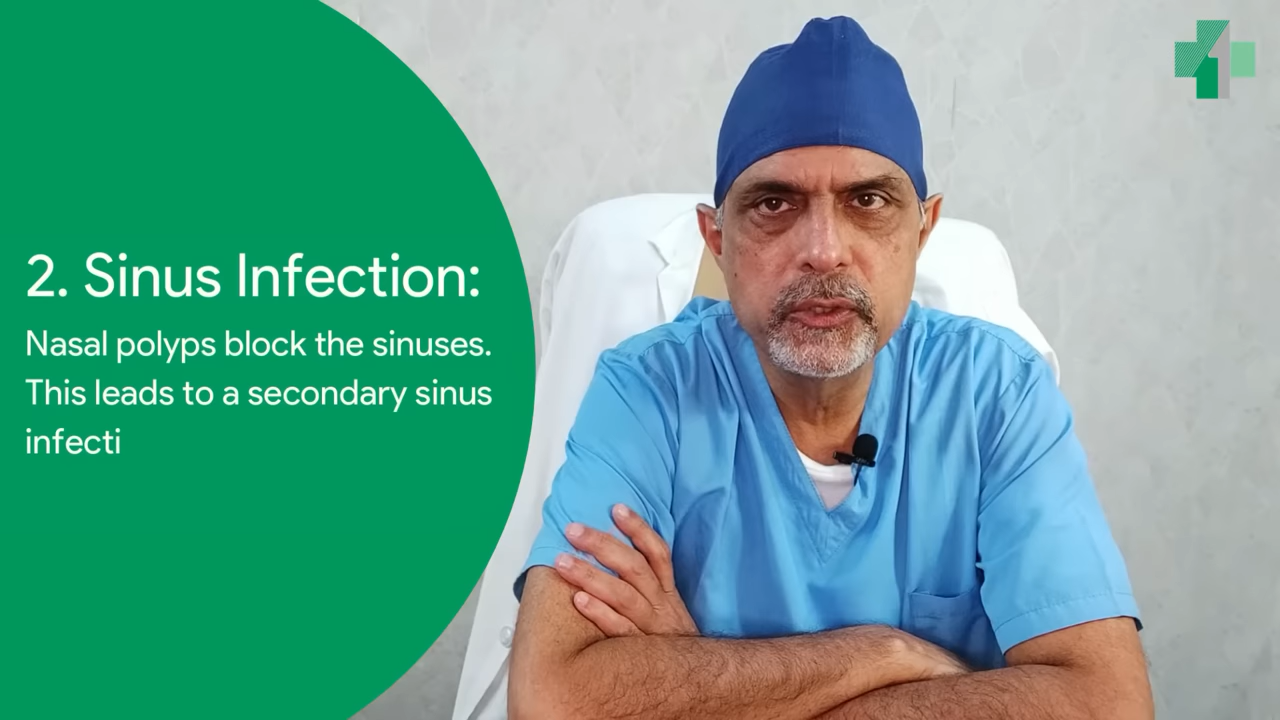 2. Sinus Infection:
Nasal polyps block the sinuses.
This leads to a secondary sinus
infecti